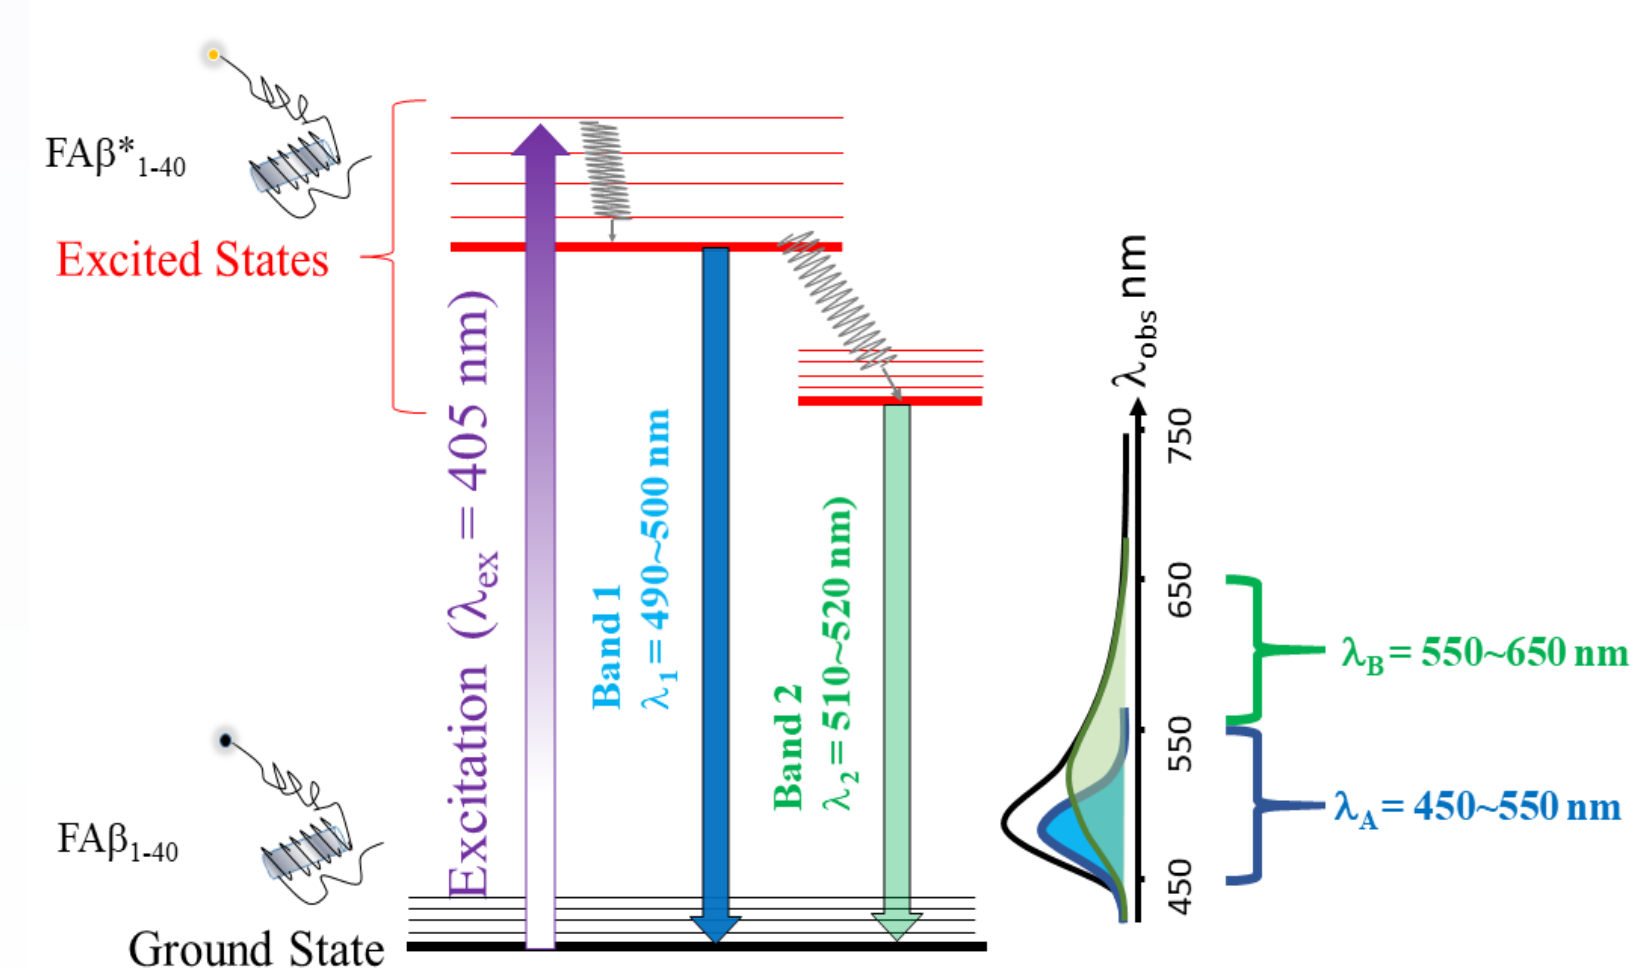 FAβ*₁₋₄₀
Excited States
Excitation (λₑₓ = 405 nm)
Band 1
λ₁ = 490~500 nm
Band 2
λ₂ = 510~520 nm)
FAβ₁₋₄₀
Ground State
λobs nm
750
650
550
450
λB = 550~650 nm
λA = 450~550 nm